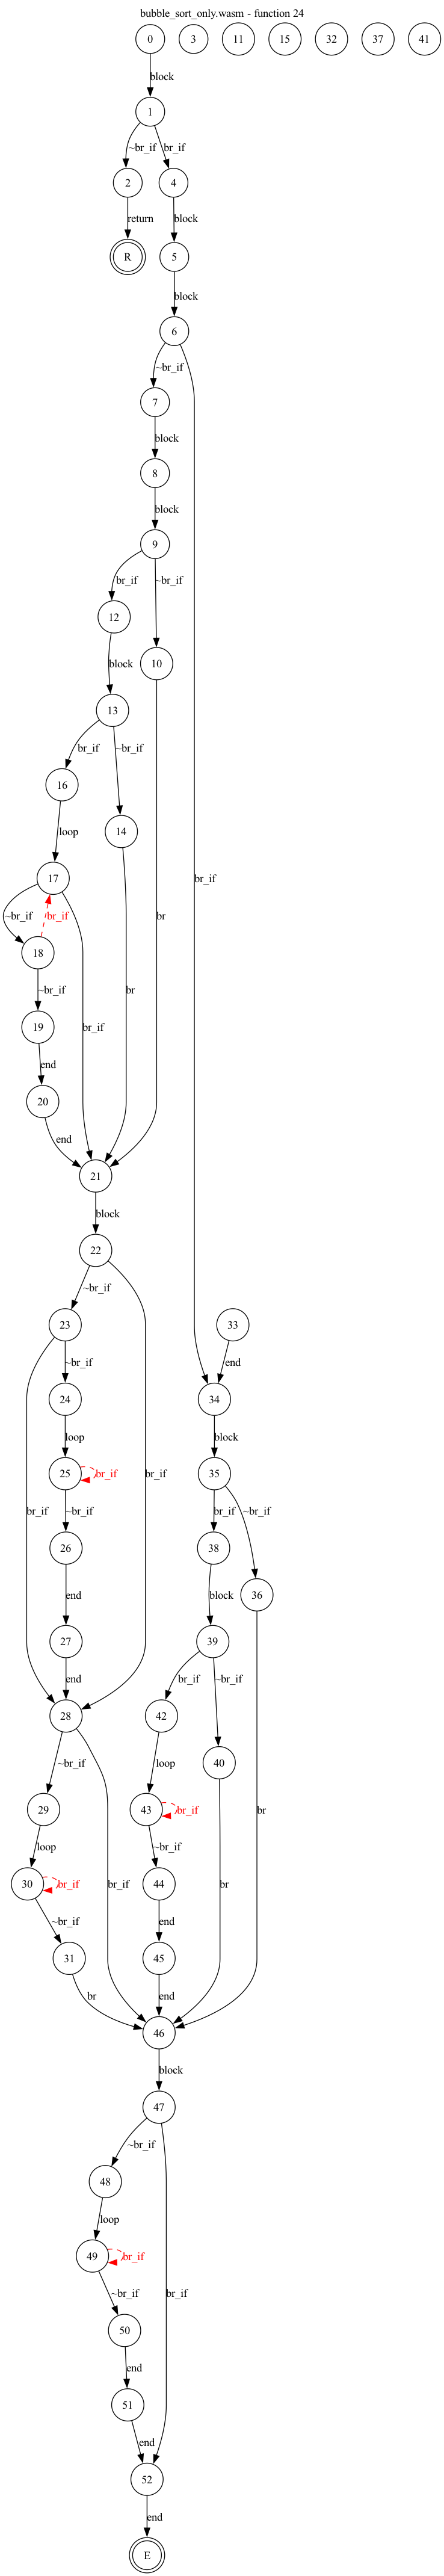 bubble_sort_only.wasm - function 24
0 3 11 15 32 37 41
block
1
~br_if br_if
2 4
return block
R 5
block
6
~br_if
7
block
8
block
9
br_if ~br_if
12
10
block
13
br_if ~br_if
16
14
loop
17 br_if
~br_if br_if br
18
~br_if
19 br_if br
end
20
end
21
block
22
~br_if
23 33
~br_if end
24 34
loop block
25 br_if 35
br_if ~br_if br_if br_if ~br_if
26 38
36
end block
27 39
end br_if ~br_if
28 42
40
~br_if loop
29 43 br_if br
loop ~br_if
30 br_if br_if 44 br
~br_if end
31 45
br end
46
block
47
~br_if
48
loop
49 br_if
~br_if br_if
50
end
51
end
52
end
E